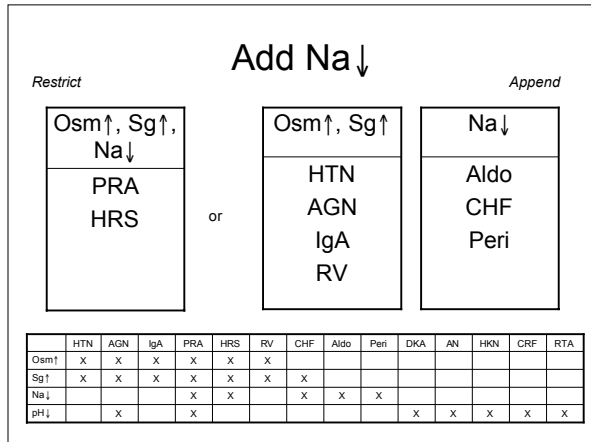 Add Na↓
Restrict
Append
Osm↑, Sg↑,
Na↓
PRA
HRS
or
Osm↑, Sg↑
HTN
AGN
IgA
RV
Na↓
Aldo
CHF
Peri
HTN AGN IgA PRA HRS RV CHF Aldo Peri DKA AN HKN CRF RTA
Osm↑ X X X X X X
Sg↑ X X X X X X X
Na↓ X X X X X
pH↓ X X X X X X X